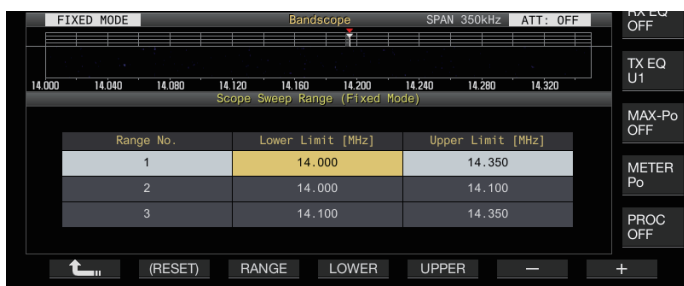 FIXED MODE Bandscope SPAN 350kHz ATT: OFF
RX EQ
OFF
14.000 14.040 14.080 14.120 14.160 14.200 14.240 14.280 14.320
TX EQ
U1
Scope Sweep Range (Fixed Mode)
MAX-Po
OFF
Range No. Lower Limit [MHz] Upper Limit [MHz]
1 14.000 14.350
METER
Po
2 14.000 14.100
3 14.100 14.350
PROC
OFF
(RESET) RANGE LOWER UPPER — +